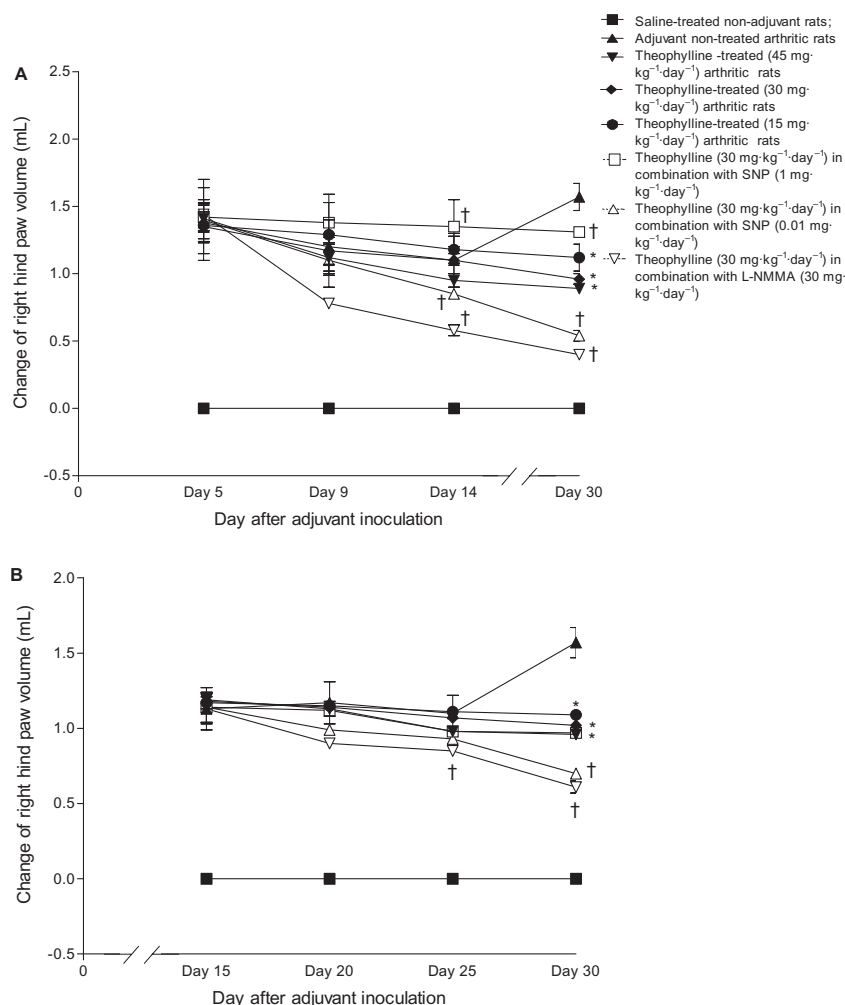 Saline-treated non-adjuvant rats;
Adjuvant non-treated arthritic rats
Theophylline -treated (45 mg·
kg⁻¹·day⁻¹) arthritic rats
Theophylline-treated (30 mg·
kg⁻¹·day⁻¹) arthritic rats
Theophylline-treated (15 mg·
kg⁻¹·day⁻¹) arthritic rats
Theophylline (30 mg·kg⁻¹·day⁻¹) in
combination with SNP (1 mg·
kg⁻¹·day⁻¹)
Theophylline (30 mg·kg⁻¹·day⁻¹) in
combination with SNP (0.01 mg·
kg⁻¹·day⁻¹)
Theophylline (30 mg·kg⁻¹·day⁻¹) in
combination with L-NMMA (30 mg·
kg⁻¹·day⁻¹)
A
Change of right hind paw volume (mL)
2.5
2.0
1.5
1.0
0.5
0.0
-0.5
†
†
*
*
*
† †
†
†
0
Day 5
Day 9
Day 14
Day 30
Day after adjuvant inoculation
B
Change of right hind paw volume (mL)
2.0
1.5
1.0
0.5
0.0
-0.5
*
*
*
†
†
†
0
Day 15
Day 20
Day 25
Day 30
Day after adjuvant inoculation